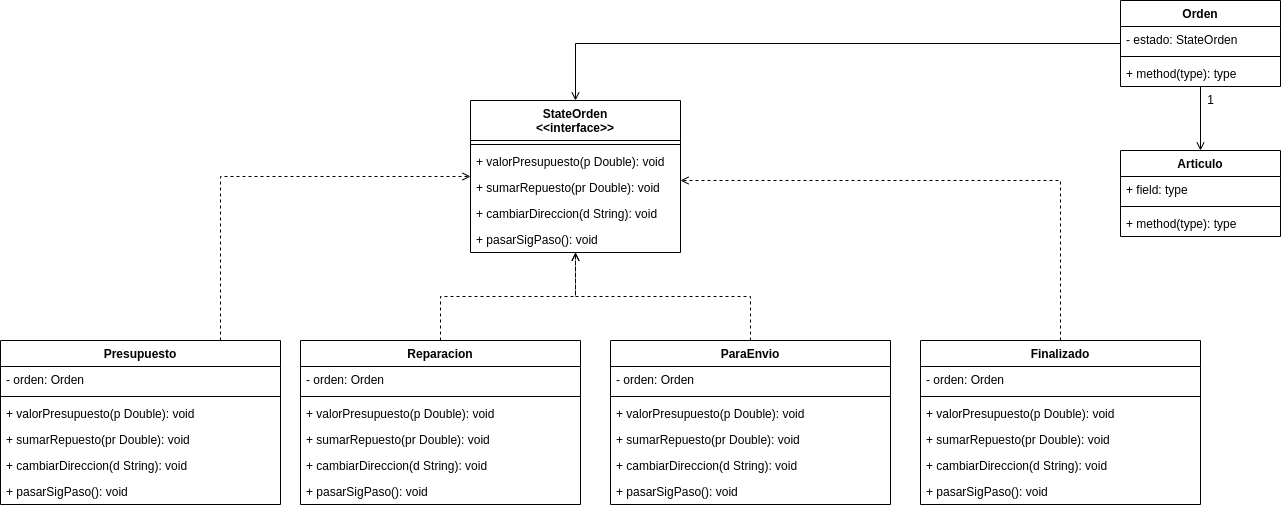 Orden
- estado: StateOrden
+ method(type): type
1
StateOrden
<<interface>>
+ valorPresupuesto(p Double): void
+ sumarRepuesto(pr Double): void
+ cambiarDireccion(d String): void
+ pasarSigPaso(): void
Articulo
+ field: type
+ method(type): type
Presupuesto
- orden: Orden
+ valorPresupuesto(p Double): void
+ sumarRepuesto(pr Double): void
+ cambiarDireccion(d String): void
+ pasarSigPaso(): void
Reparacion
- orden: Orden
+ valorPresupuesto(p Double): void
+ sumarRepuesto(pr Double): void
+ cambiarDireccion(d String): void
+ pasarSigPaso(): void
ParaEnvio
- orden: Orden
+ valorPresupuesto(p Double): void
+ sumarRepuesto(pr Double): void
+ cambiarDireccion(d String): void
+ pasarSigPaso(): void
Finalizado
- orden: Orden
+ valorPresupuesto(p Double): void
+ sumarRepuesto(pr Double): void
+ cambiarDireccion(d String): void
+ pasarSigPaso(): void